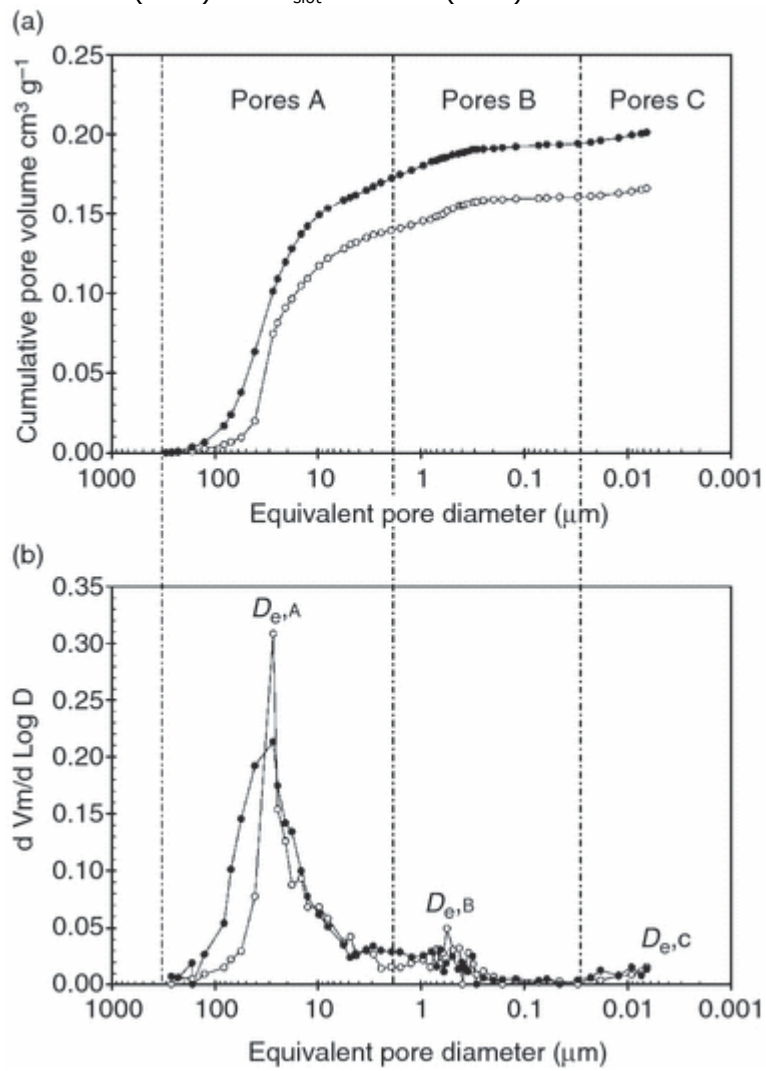 (a)
Cumulative pore volume cm³ g⁻¹
0.25
0.20
0.15
0.10
0.05
0.00
Pores A Pores B Pores C
1000 100 10 1 0.1 0.01 0.001
Equivalent pore diameter (μm)
(b)
d Vm/d Log D
0.35
0.30
0.25
0.20
0.15
0.10
0.05
0.00
De,A
De,B
De,C
1000 100 10 1 0.1 0.01 0.001
Equivalent pore diameter (μm)